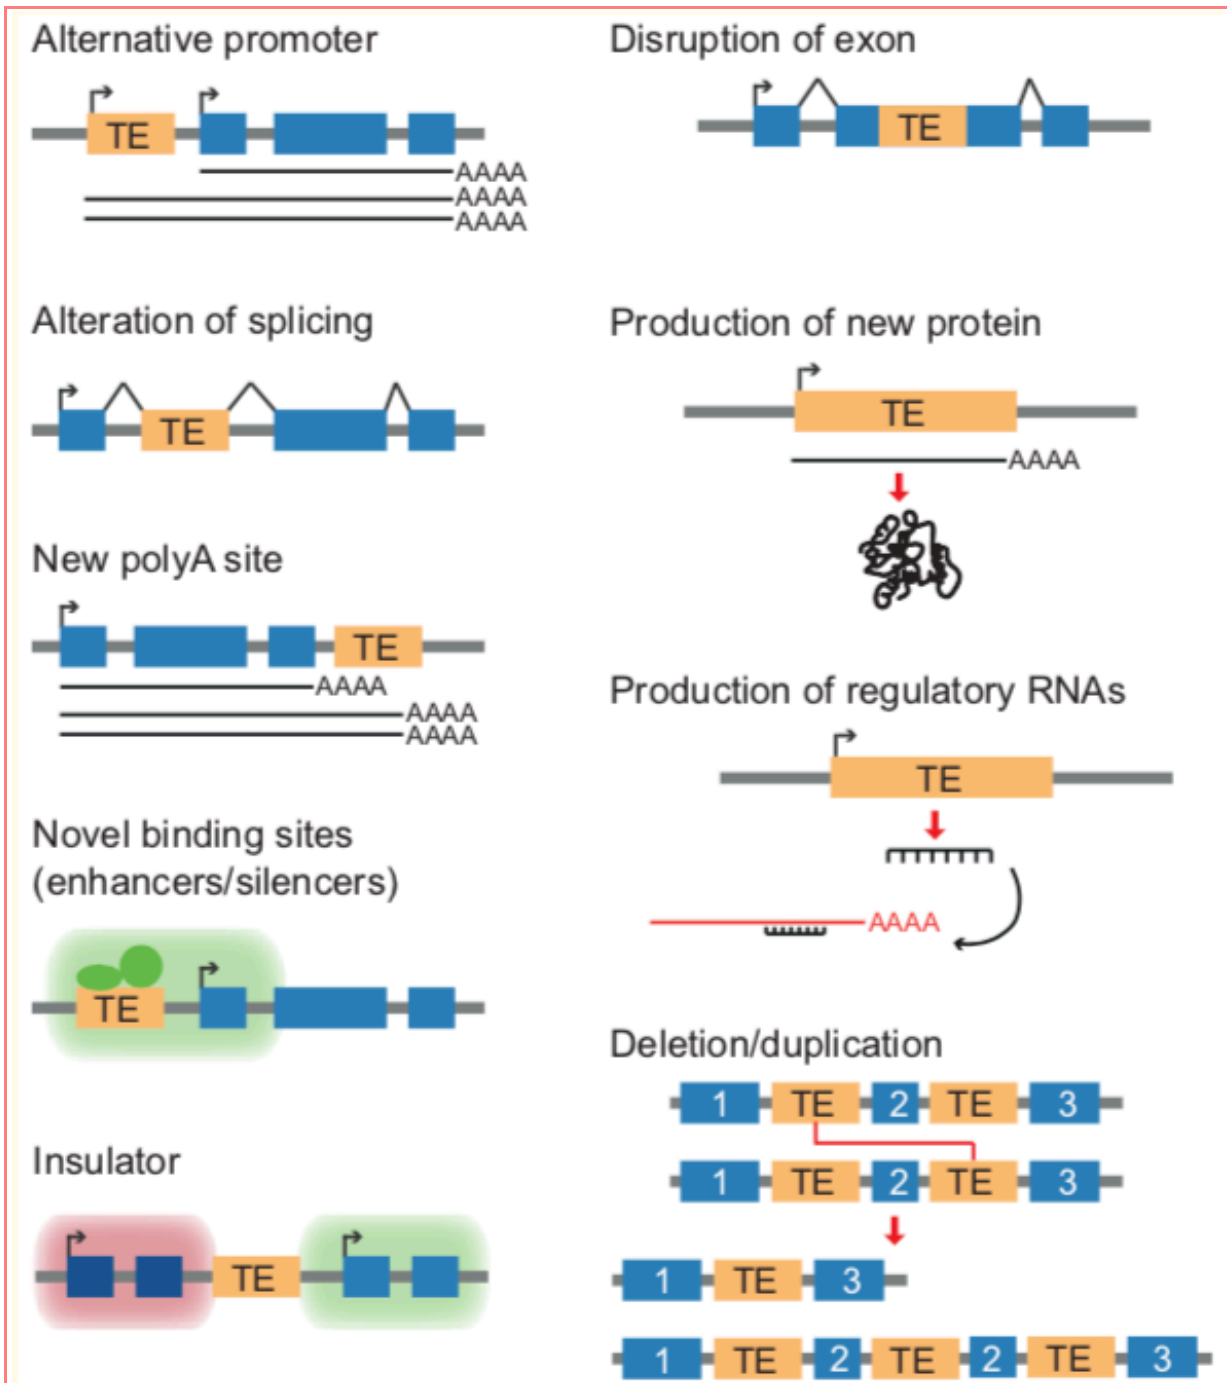 Alternative promoter
TE
AAAA
AAAA
AAAA
Alteration of splicing
TE
New polyA site
TE
AAAA
AAAA
AAAA
Novel binding sites
(enhancers/silencers)
TE
Insulator
TE
Disruption of exon
TE
Production of new protein
TE
AAAA
Production of regulatory RNAs
TE
AAAA
Deletion/duplication
1 TE 2 TE 3
1 TE 2 TE 3
1 TE 3
1 TE 2 TE 2 TE 3